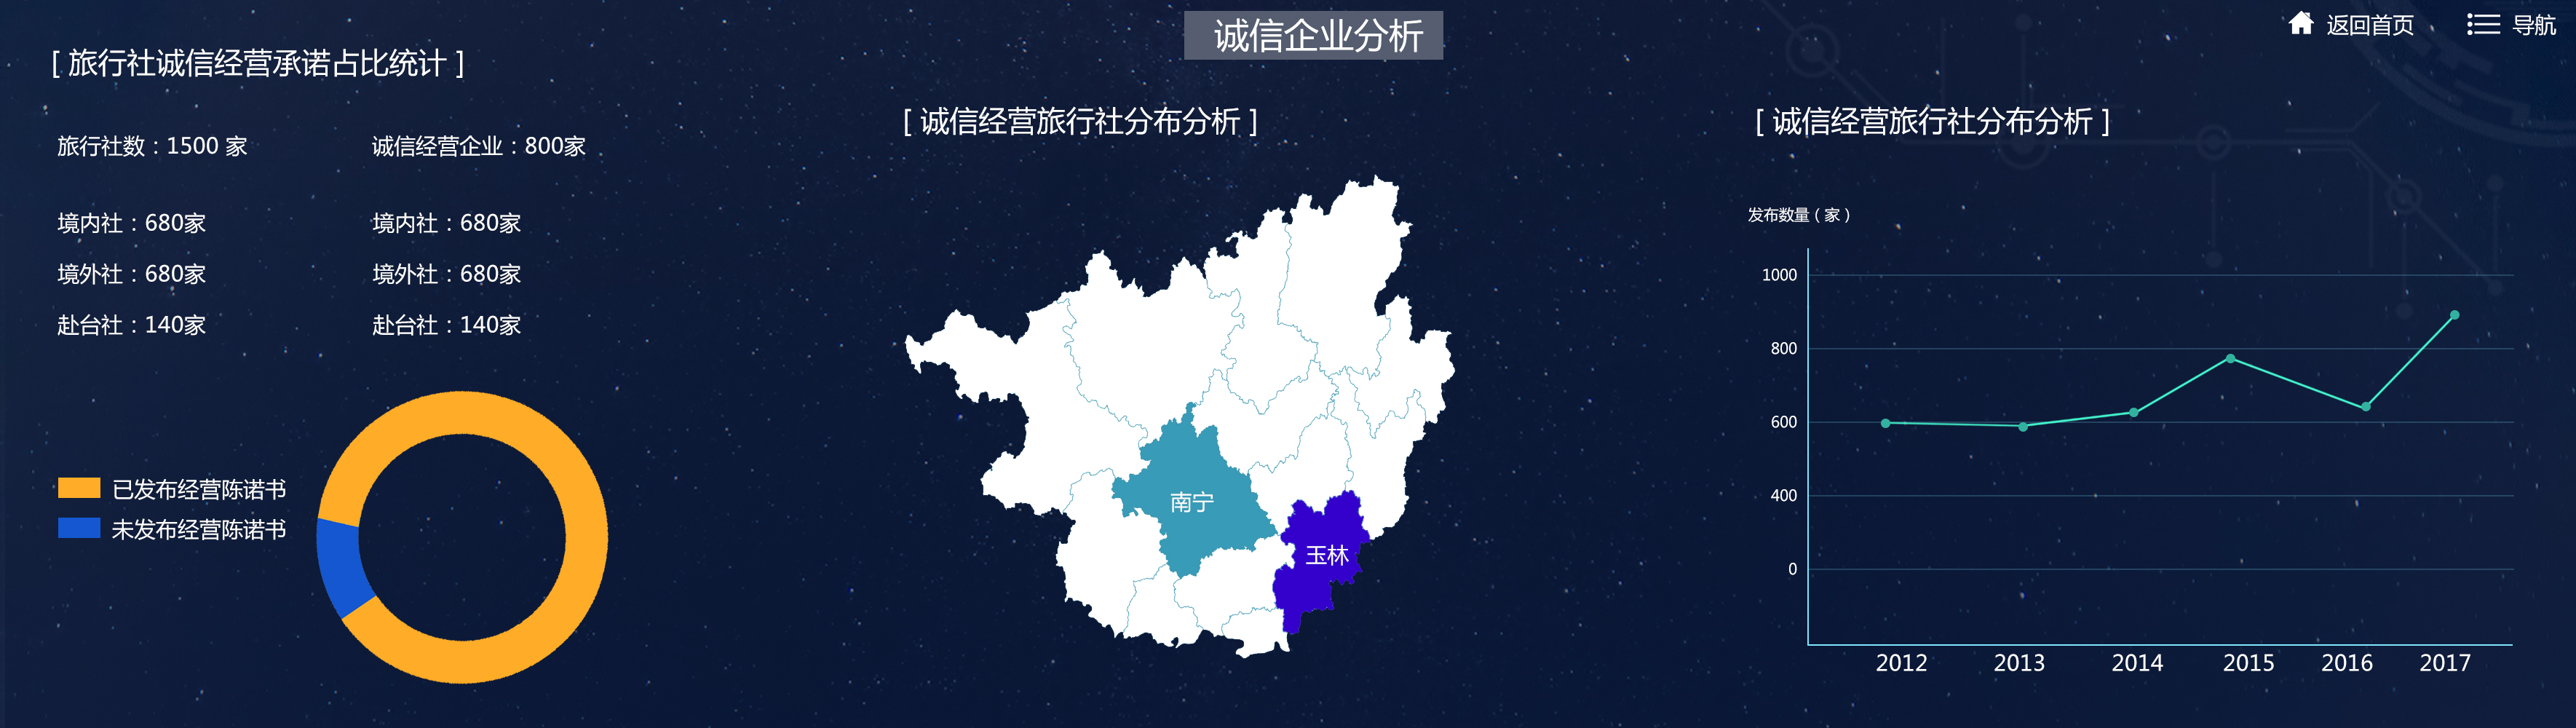 诚信企业分析
返回首页
导航
[ 旅行社诚信经营承诺占比统计 ]
旅行社数：1500 家
诚信经营企业：800家
境内社：680家
境内社：680家
境外社：680家
境外社：680家
赴台社：140家
赴台社：140家
已发布经营陈诺书
未发布经营陈诺书
[ 诚信经营旅行社分布分析 ]
南宁
玉林
[ 诚信经营旅行社分布分析 ]
发布数量（家）
1000
800
600
400
0
2012 2013 2014 2015 2016 2017